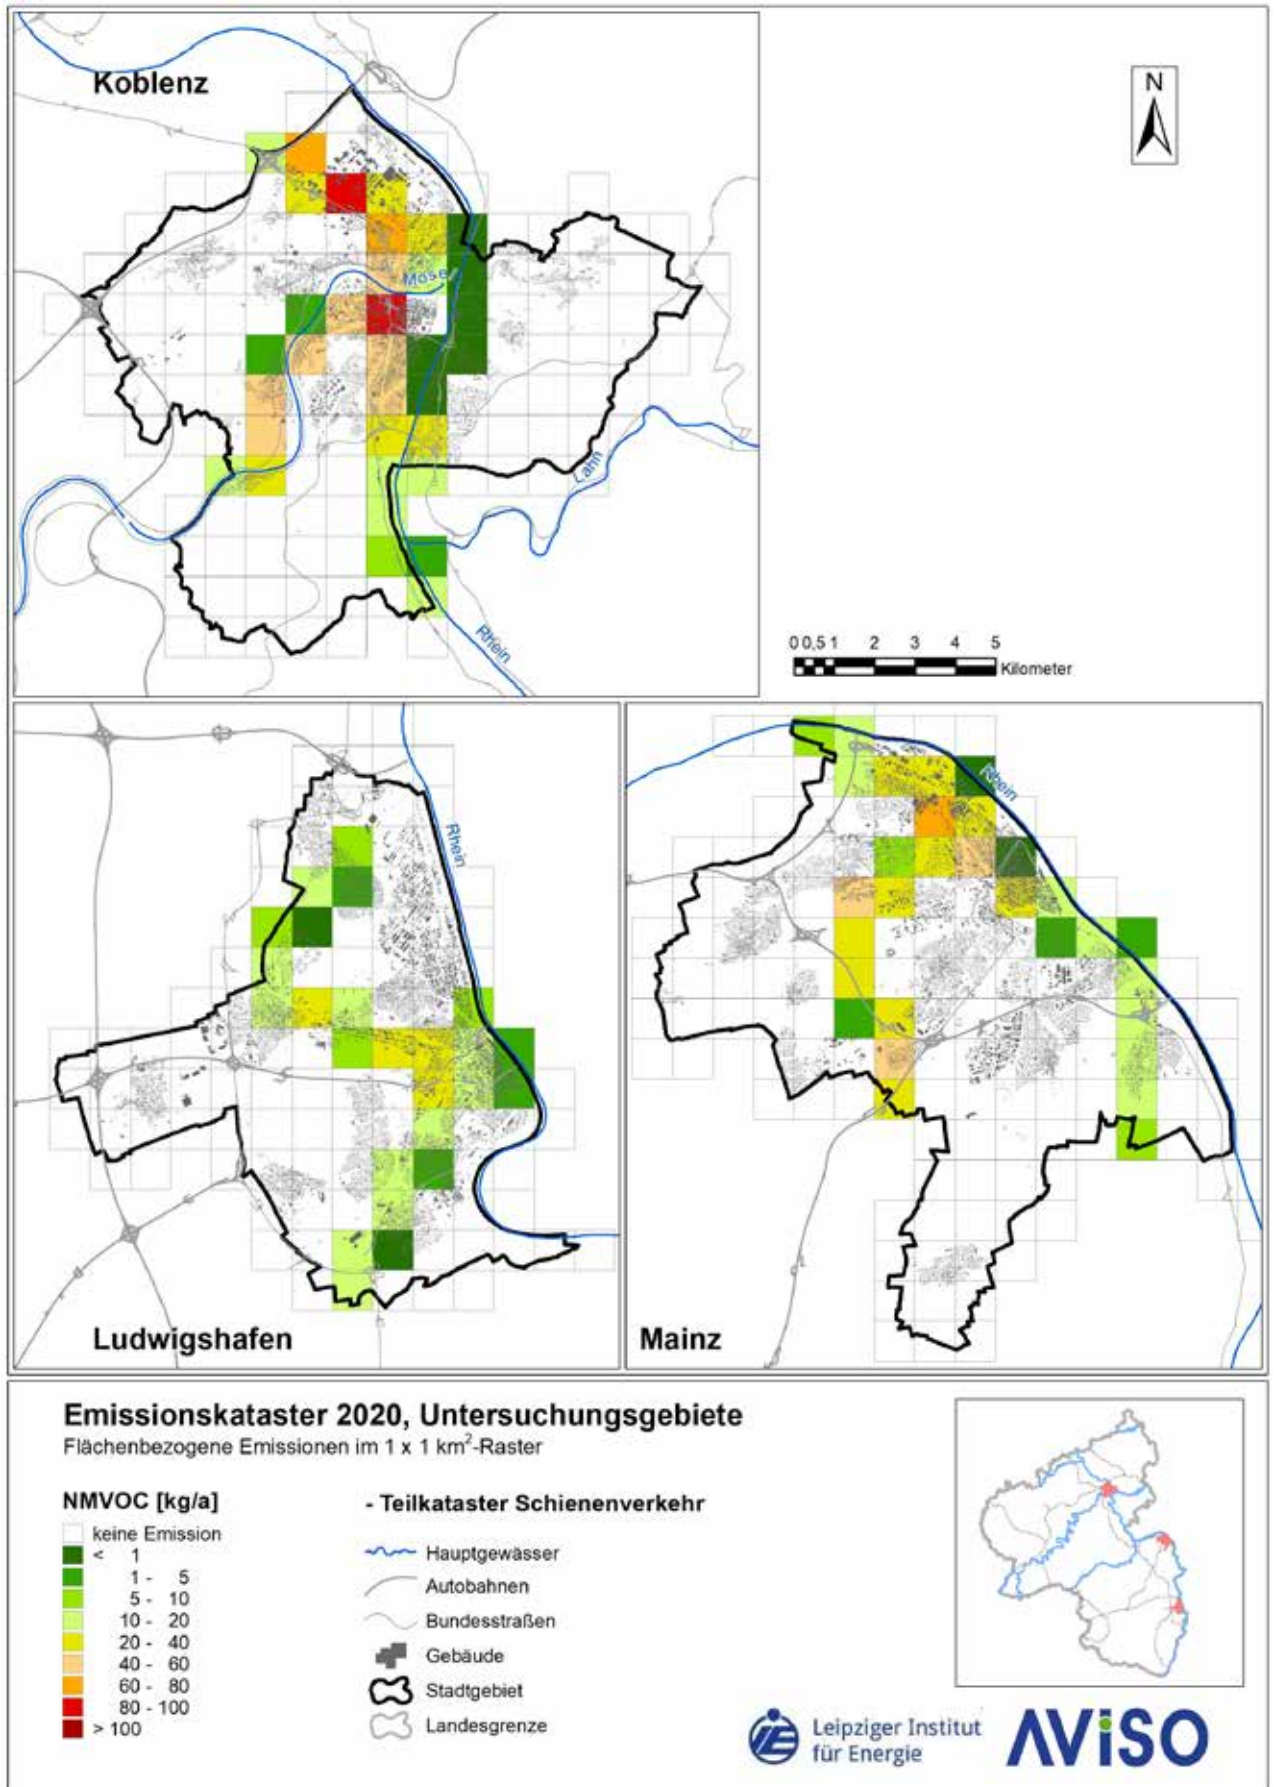 Koblenz
N
Mosel
Lahn
Rhein
0 0,5 1 2 3 4 5
Kilometer
Rhein
Ludwigshafen
Rhein
Mainz
Emissionskataster 2020, Untersuchungsgebiete
Flächenbezogene Emissionen im 1 x 1 km²-Raster
NMVOC [kg/a]
keine Emission
< 1
1 - 5
5 - 10
10 - 20
20 - 40
40 - 60
60 - 80
80 - 100
> 100
- Teilkataster Schienenverkehr
Hauptgewässer
Autobahnen
Bundesstraßen
Gebäude
Stadtgebiet
Landesgrenze
Leipziger Institut
für Energie
AViSO